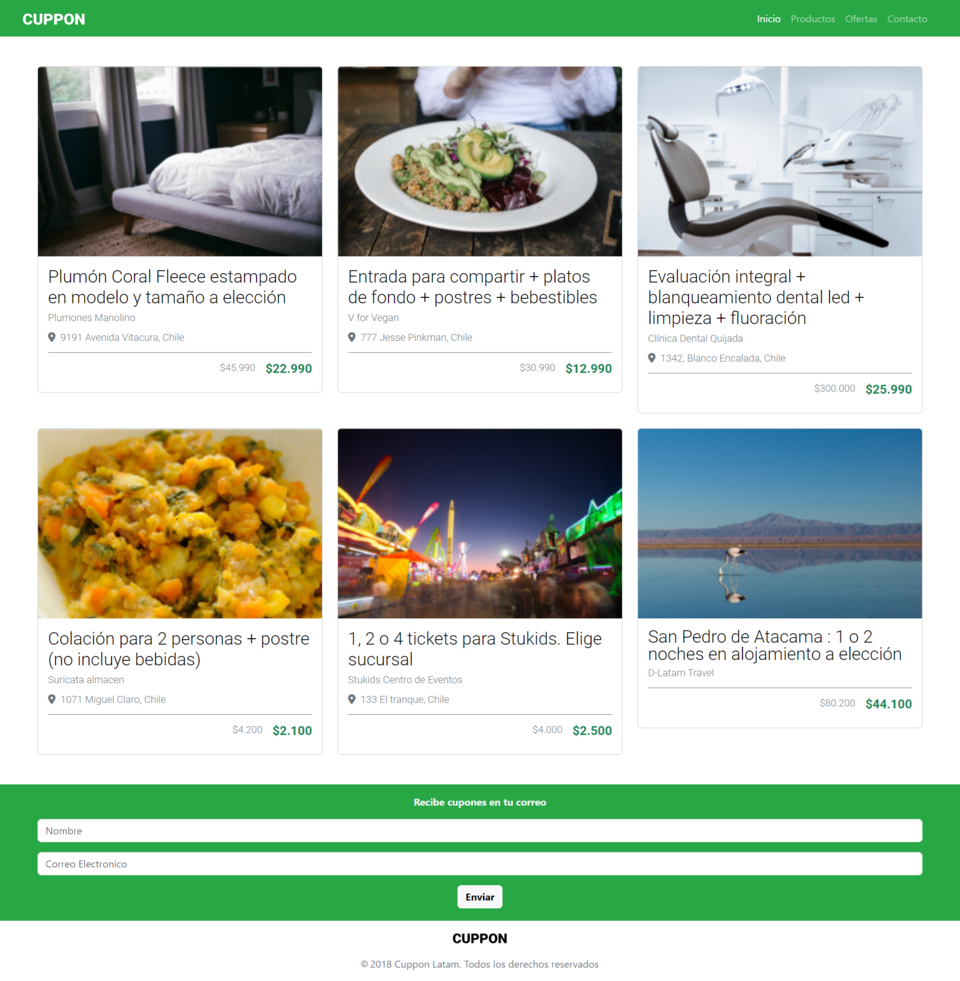 CUPPON
Inicio Productos Ofertas Contacto
Plumón Coral Fleece estampado
en modelo y tamaño a elección
Plumones Manolino
9191 Avenida Vitacura, Chile
$45.990 $22.990
Entrada para compartir + platos
de fondo + postres + bebestibles
V for Vegan
777 Jesse Pinkman, Chile
$30.990 $12.990
Evaluación integral +
blanqueamiento dental led +
limpieza + fluoración
Clínica Dental Quijada
1342, Blanco Encalada, Chile
$300.000 $25.990
Colación para 2 personas + postre
(no incluye bebidas)
Suricata almacen
1071 Miguel Claro, Chile
$4.200 $2.100
1, 2 o 4 tickets para Stukids. Elige
sucursal
Stukids Centro de Eventos
133 El tranque, Chile
$4.000 $2.500
San Pedro de Atacama : 1 o 2
noches en alojamiento a elección
D-Latam Travel
$80.200 $44.100
Recibe cupones en tu correo
Nombre
Correo Electronico
Enviar
CUPPON
© 2018 Cuppon Latam. Todos los derechos reservados